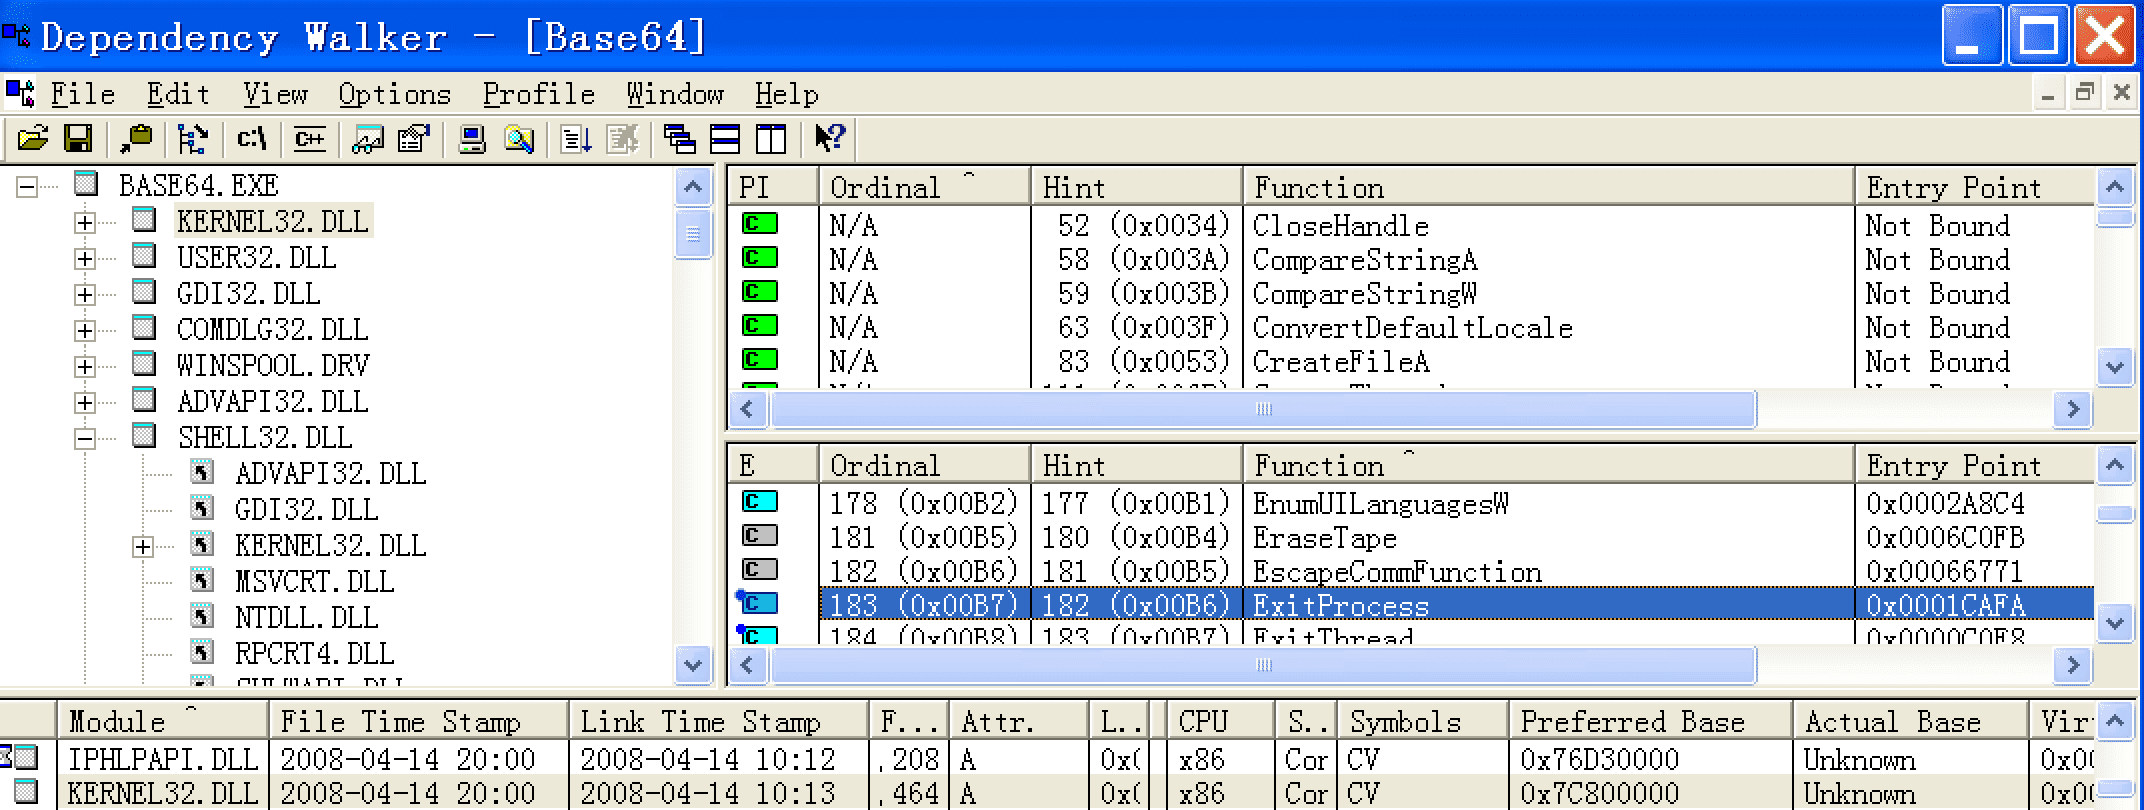 Dependency Walker - [Base64]
File Edit View Options Profile Window Help
C:\ C++
BASE64.EXE
KERNEL32.DLL
USER32.DLL
GDI32.DLL
COMDLG32.DLL
WINSPOOL.DRV
ADVAPI32.DLL
SHELL32.DLL
ADVAPI32.DLL
GDI32.DLL
KERNEL32.DLL
MSVCRT.DLL
NTDLL.DLL
RPCRT4.DLL
PI Ordinal ^ Hint Function Entry Point
C N/A 52 (0x0034) CloseHandle Not Bound
C N/A 58 (0x003A) CompareStringA Not Bound
C N/A 59 (0x003B) CompareStringW Not Bound
C N/A 63 (0x003F) ConvertDefaultLocale Not Bound
C N/A 83 (0x0053) CreateFileA Not Bound
E Ordinal Hint Function ^ Entry Point
C 178 (0x00B2) 177 (0x00B1) EnumUILanguagesW 0x0002A8C4
C 181 (0x00B5) 180 (0x00B4) EraseTape 0x0006C0FB
C 182 (0x00B6) 181 (0x00B5) EscapeCommFunction 0x00066771
C 183 (0x00B7) 182 (0x00B6) ExitProcess 0x0001CAFA
C 184 (0x00B8) 183 (0x00B7) ExitThread 0x0000C0E8
Module ^ File Time Stamp Link Time Stamp F... Attr. L.. CPU S.. Symbols Preferred Base Actual Base Vir
IPHLPAPI.DLL 2008-04-14 20:00 2008-04-14 10:12 ,208 A 0x( x86 Cor CV 0x76D30000 Unknown 0x00
KERNEL32.DLL 2008-04-14 20:00 2008-04-14 10:13 ,464 A 0x( x86 Cor CV 0x7C800000 Unknown 0x00